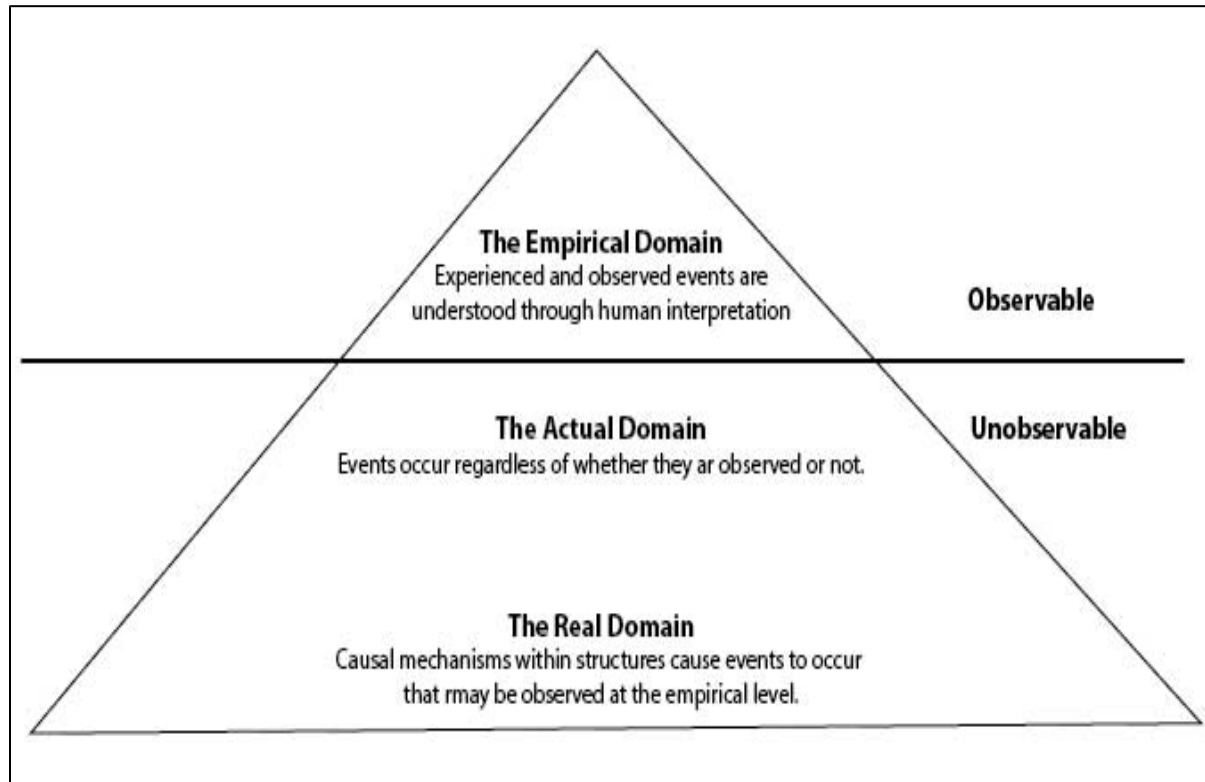 The Empirical Domain
Experienced and observed events are
understood through human interpretation
Observable
The Actual Domain
Unobservable
Events occur regardless of whether they ar observed or not.
The Real Domain
Causal mechanisms within structures cause events to occur
that rmay be observed at the empirical level.